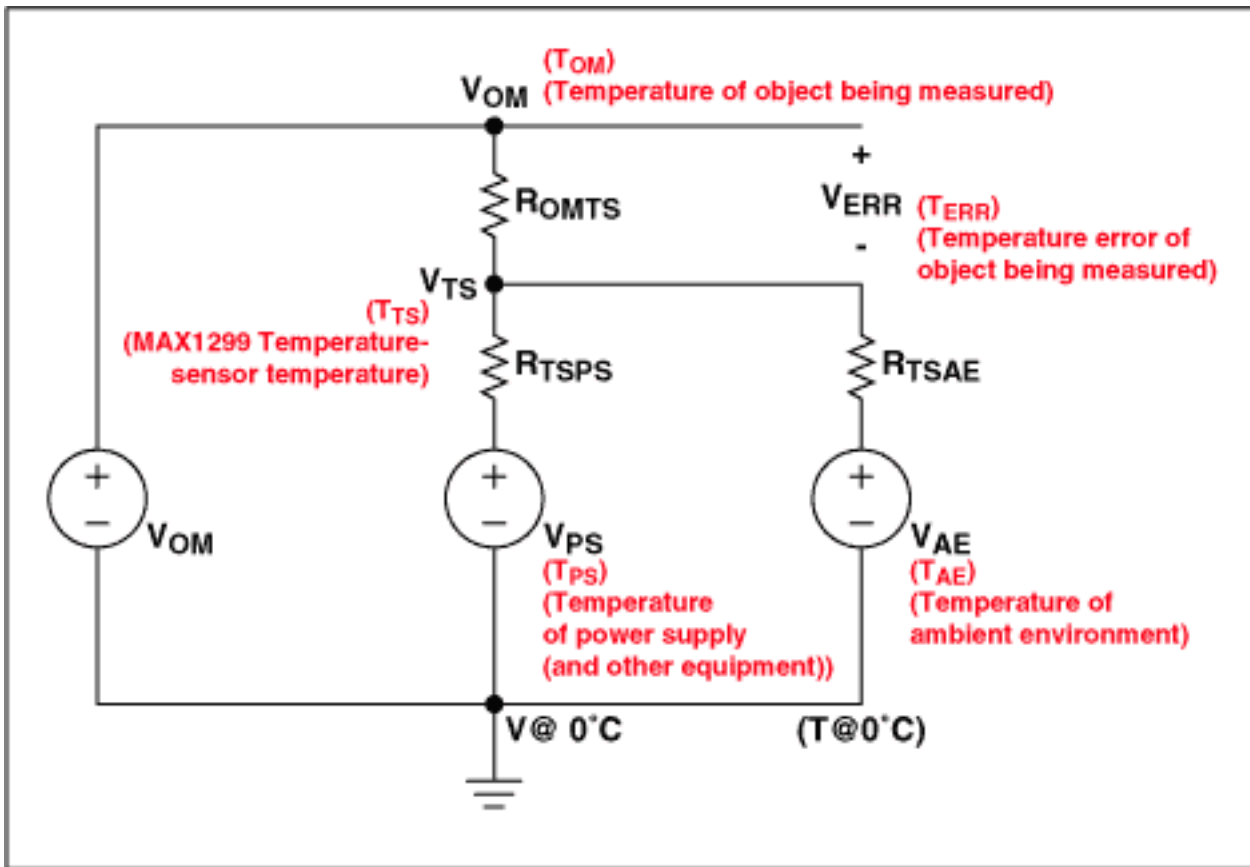 (TOM)
VOM (Temperature of object being measured)
+
ROMTS
VERR (TERR)
(Temperature error of
object being measured)
-
VTS
(TTS)
(MAX1299 Temperature-
sensor temperature)
RTSPS
RTSAE
+
−
VOM
+
−
VPS
(TPS)
(Temperature
of power supply
(and other equipment))
+
−
VAE
(TAE)
(Temperature of
ambient environment)
V@ 0°C
(T@0°C)